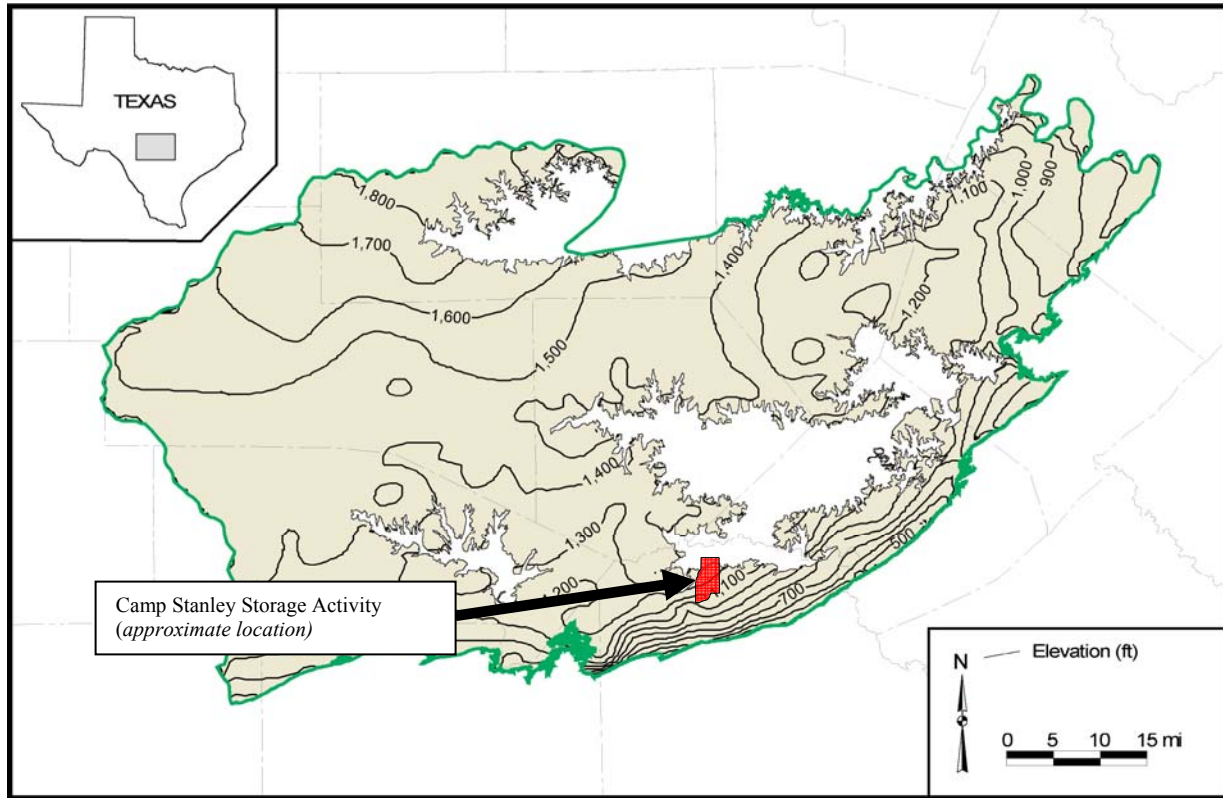 TEXAS
1,800
1,700
1,600
1,500
1,400
1,100
1,000
900
1,200
1,400
1,300
1,200
1,100
700
500
Camp Stanley Storage Activity
(approximate location)
Elevation (ft)
N
0 5 10 15 mi